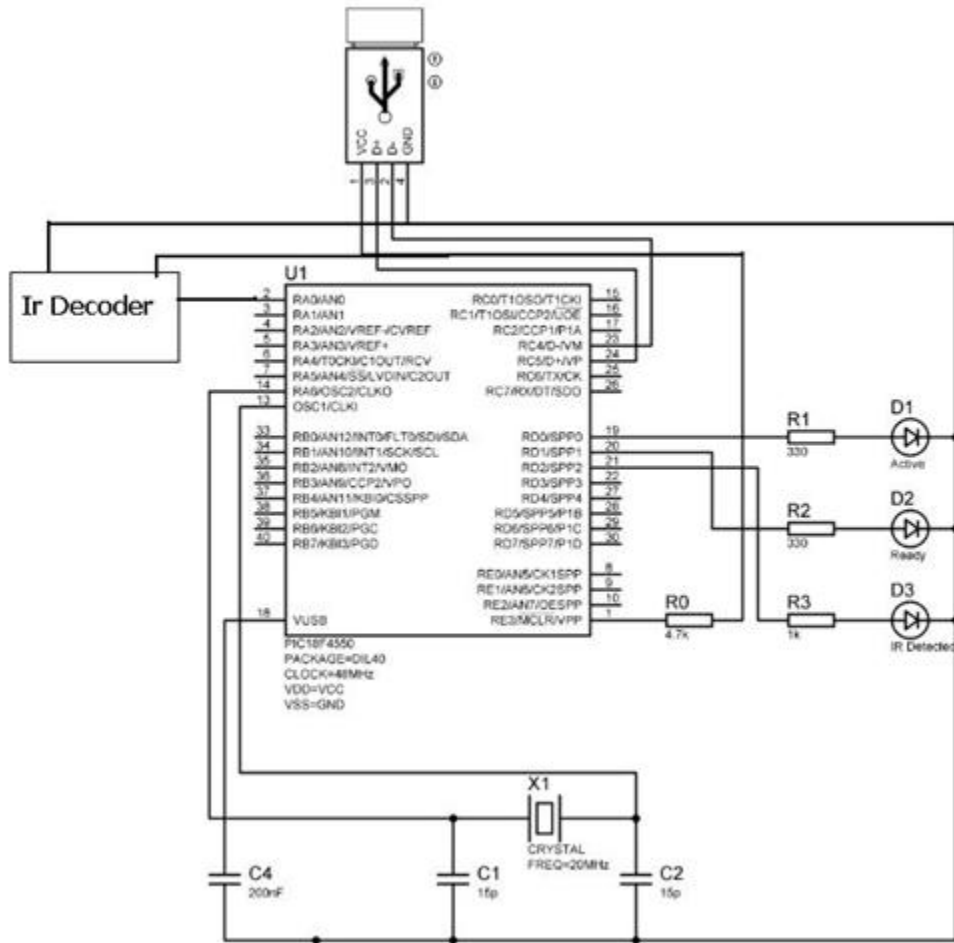 VCC
D+
D-
GND
1
3
2
4
Ir Decoder
U1
2 RA0/AN0
3 RA1/AN1
4 RA2/AN2/VREF-/CVREF
5 RA3/AN3/VREF+
6 RA4/T0CKI/C1OUT/RCV
7 RA5/AN4/SS/LVDIN/C2OUT
14 RA6/OSC2/CLKO
13 OSC1/CLKI
33 RB0/AN12/INT0/FLT0/SDI/SDA
34 RB1/AN10/INT1/SCK/SCL
35 RB2/AN8/INT2/VMO
36 RB3/AN9/CCP2/VPO
37 RB4/AN11/KBI0/CSSPP
38 RB5/KBI1/PGM
39 RB6/KBI2/PGC
40 RB7/KBI3/PGD
18 VUSB
RC0/T1OSO/T1CKI 15
RC1/T1OSI/CCP2/UOE 16
RC2/CCP1/P1A 17
RC4/D-/VM 23
RC5/D+/VP 24
RC6/TX/CK 25
RC7/RX/DT/SDO 26
RD0/SPP0 19
RD1/SPP1 20
RD2/SPP2 21
RD3/SPP3 22
RD4/SPP4 27
RD5/SPP5/P1B 28
RD6/SPP6/P1C 29
RD7/SPP7/P1D 30
RE0/AN5/CK1SPP 8
RE1/AN6/CK2SPP 9
RE2/AN7/OESPP 10
RE3/MCLR/VPP 1
PIC18F4550
PACKAGE=DIL40
CLOCK=48MHz
VDD=VCC
VSS=GND
R0
4.7k
R1
330
D1
Active
R2
330
D2
Ready
R3
1k
D3
IR Detected
X1
CRYSTAL
FREQ=20MHz
C4
200nF
C1
15p
C2
15p